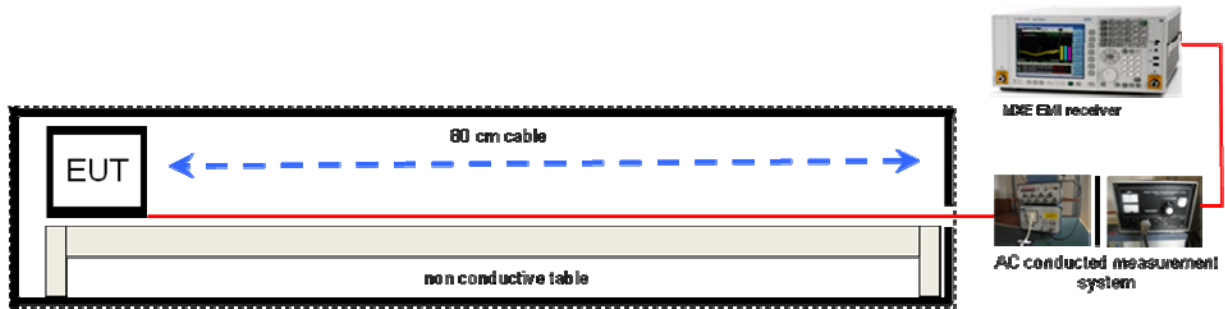 80 cm cable
MXE EMI receiver
EUT
AC conducted measurement
system
non conductive table